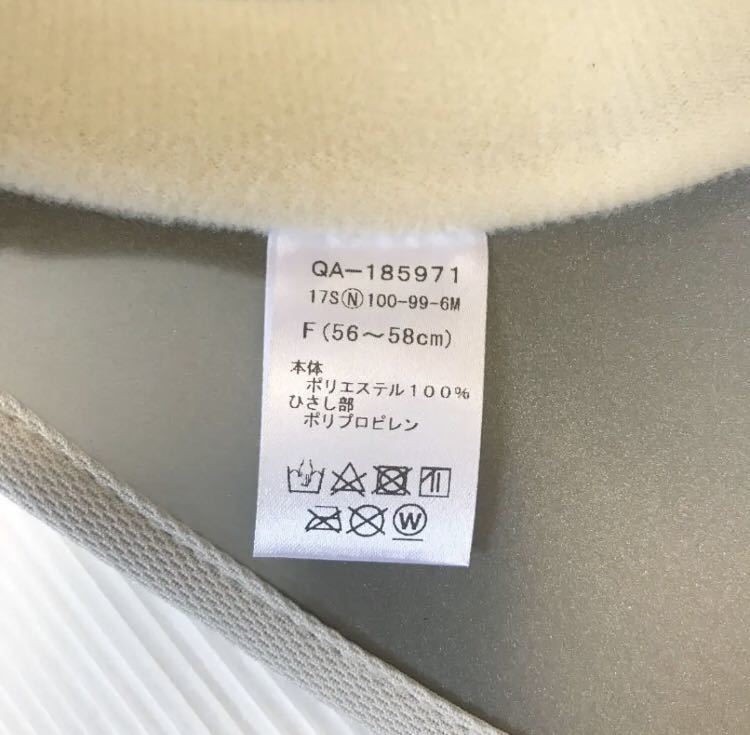 QA-185971
17SⓃ100-99-6M
F(56～58cm)
本体
ポリエステル100%
ひさし部
ポリプロピレン
W